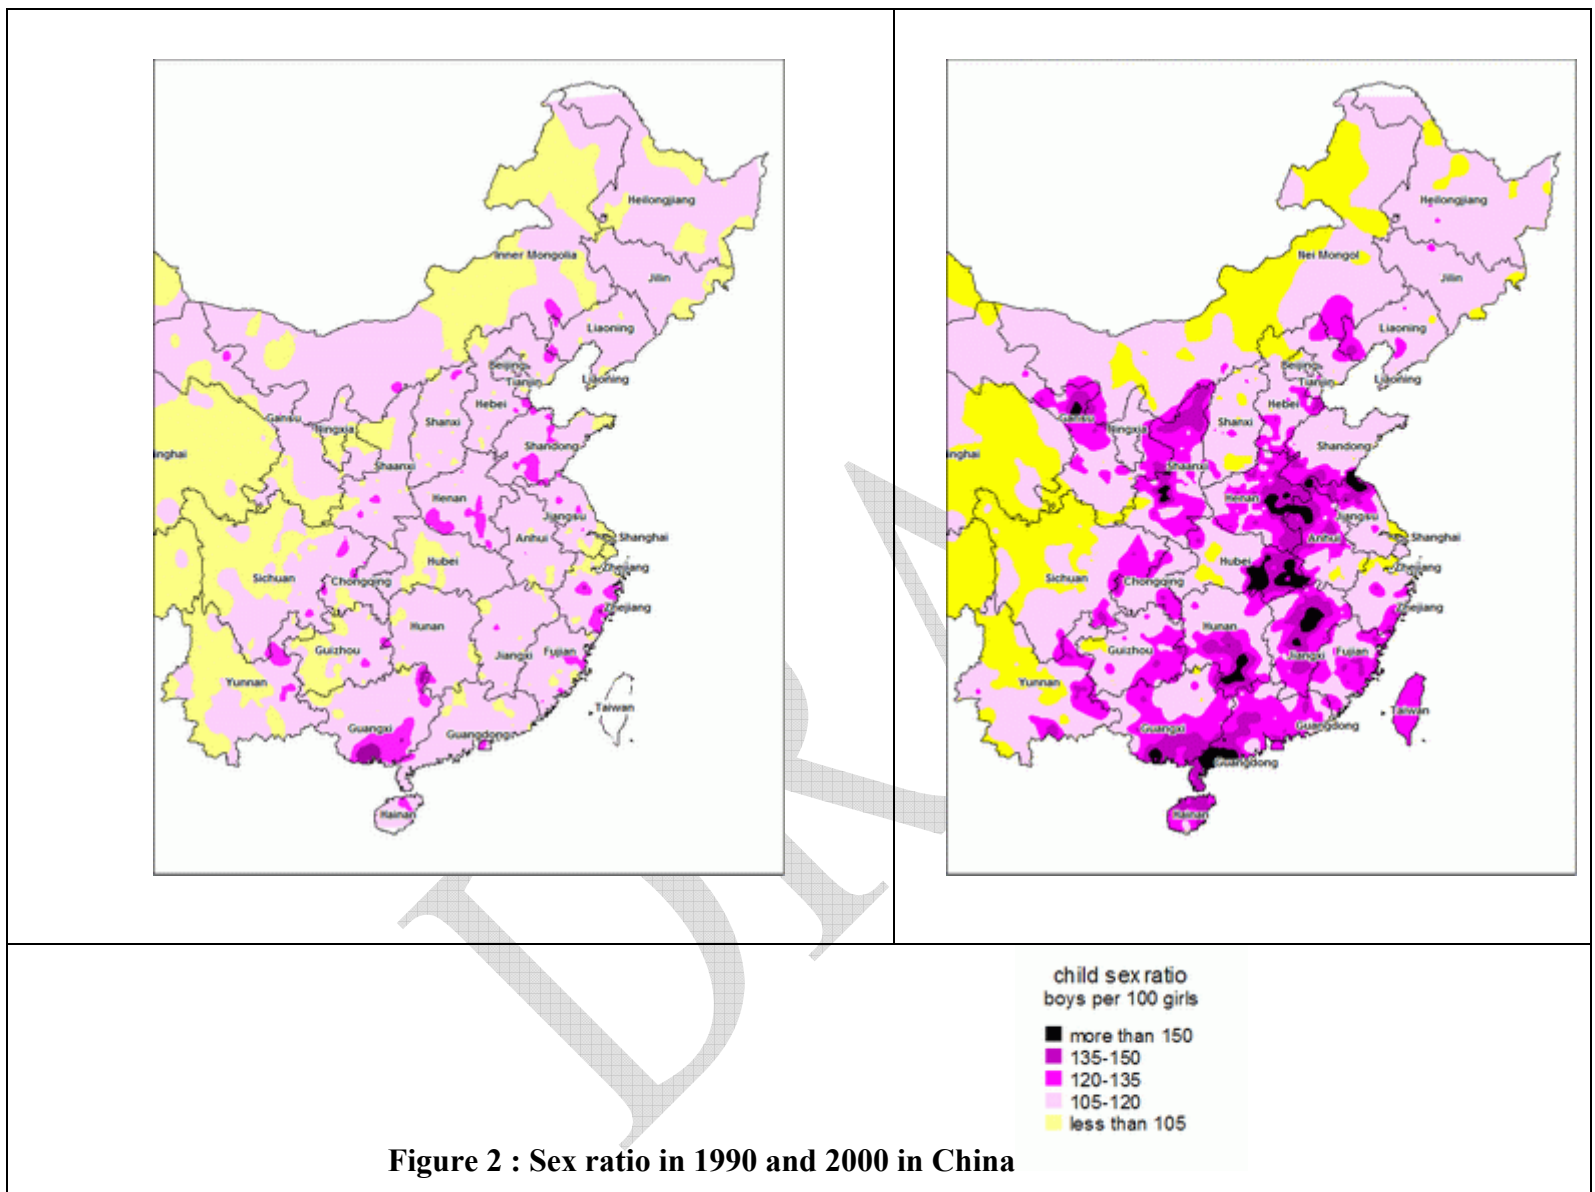 Heilongjiang
Inner Mongolia
Jilin
Liaoning
Beijing
Tianjin
Liaoning
Hebei
Gansu
Shanxi
Ningxia
Shandong
inghai
Shaanxi
Henan
Jiangsu
Anhui
Shanghai
Hubei
Zhejiang
Sichuan
Chongqing
Zhejiang
Hunan
Guizhou
Jiangxi
Fujian
Yunnan
Taiwan
Guangxi
Guangdong
Hainan
Heilongjiang
Nei Mongol
Jilin
Liaoning
Beijing
Tianjin
Liaoning
Hebei
Gansu
Shanxi
Ningxia
Shandong
inghai
Shaanxi
Henan
Jiangsu
Anhui
Shanghai
Hubei
Zhejiang
Sichuan
Chongqing
Zhejiang
Hunan
Guizhou
Jiangxi
Fujian
Yunnan
Taiwan
Guangxi
Guangdong
Guangdong
Hainan
child sex ratio
boys per 100 girls
more than 150
135-150
120-135
105-120
less than 105
Figure 2 : Sex ratio in 1990 and 2000 in China